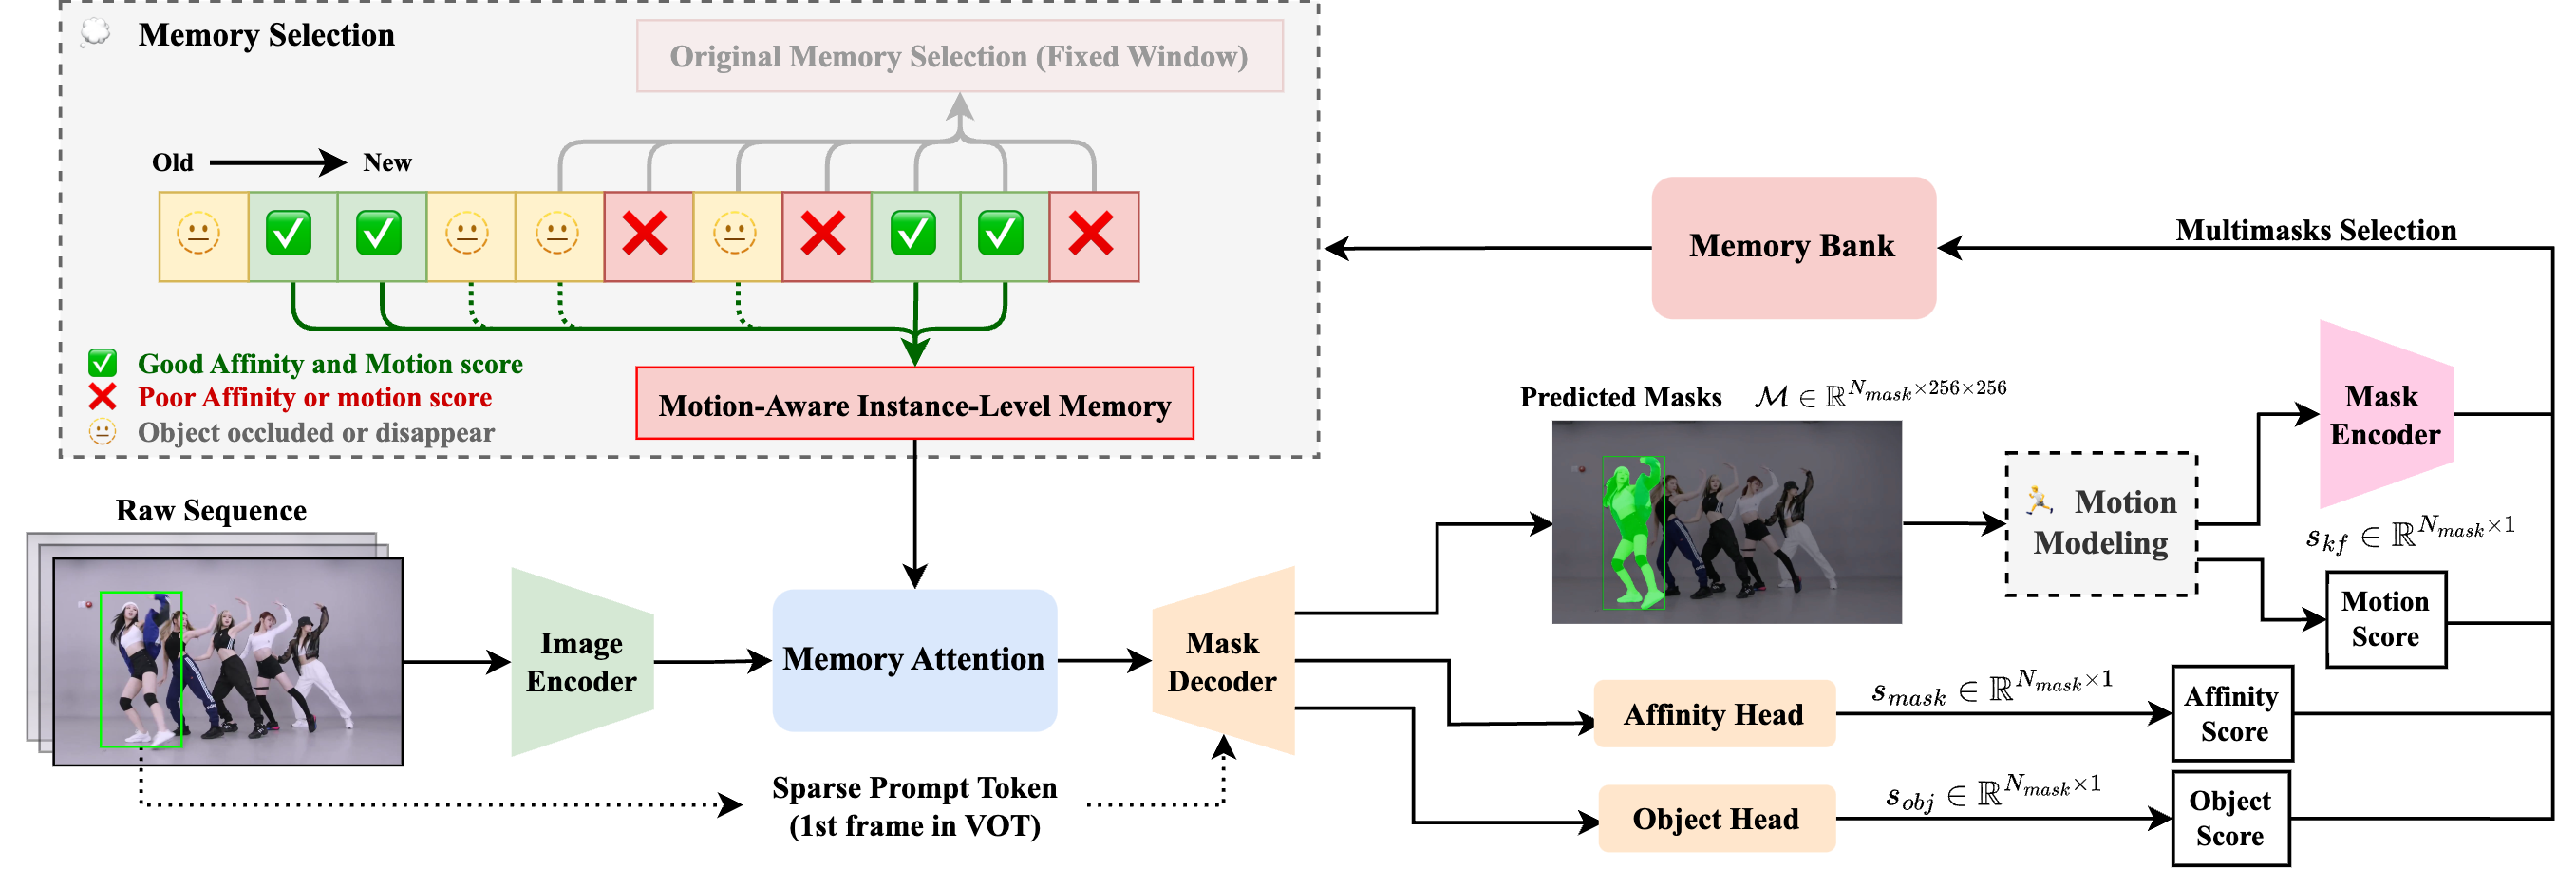 Memory Selection
Original Memory Selection (Fixed Window)
Old
New
Good Affinity and Motion score
Poor Affinity or motion score
Object occluded or disappear
Motion-Aware Instance-Level Memory
Memory Bank
Multimasks Selection
Raw Sequence
Image
Encoder
Memory Attention
Mask
Decoder
Sparse Prompt Token
(1st frame in VOT)
Predicted Masks
$\mathcal{M} \in \mathbb{R}^{N_{mask} \times 256 \times 256}$
Motion
Modeling
Mask
Encoder
$s_{kf} \in \mathbb{R}^{N_{mask} \times 1}$
Motion
Score
Affinity Head
$s_{mask} \in \mathbb{R}^{N_{mask} \times 1}$
Affinity
Score
Object Head
$s_{obj} \in \mathbb{R}^{N_{mask} \times 1}$
Object
Score